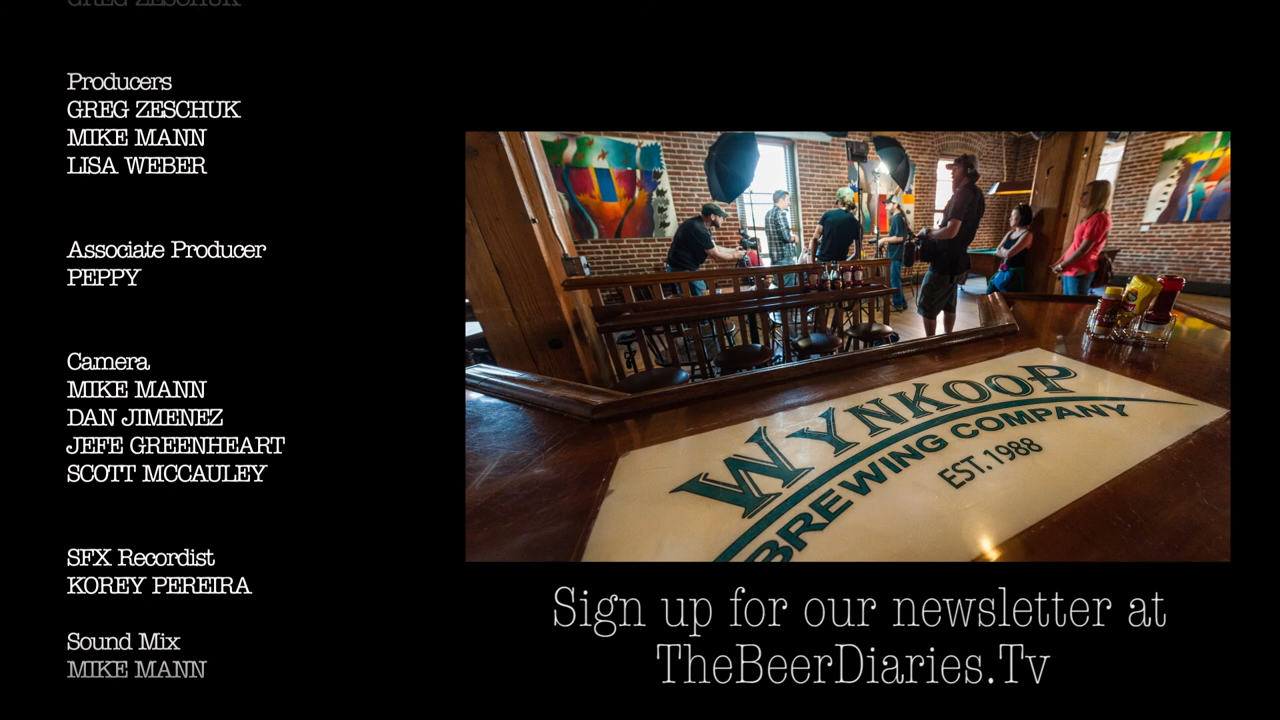 GREG ZESCHUK
Producers
GREG ZESCHUK
MIKE MANN
LISA WEBER
Associate Producer
PEPPY
Camera
MIKE MANN
DAN JIMENEZ
JEFE GREENHEART
SCOTT MCCAULEY
SFX Recordist
KOREY PEREIRA
Sound Mix
MIKE MANN
WYNKOOP
BREWING COMPANY
EST. 1988
Sign up for our newsletter at
TheBeerDiaries.Tv